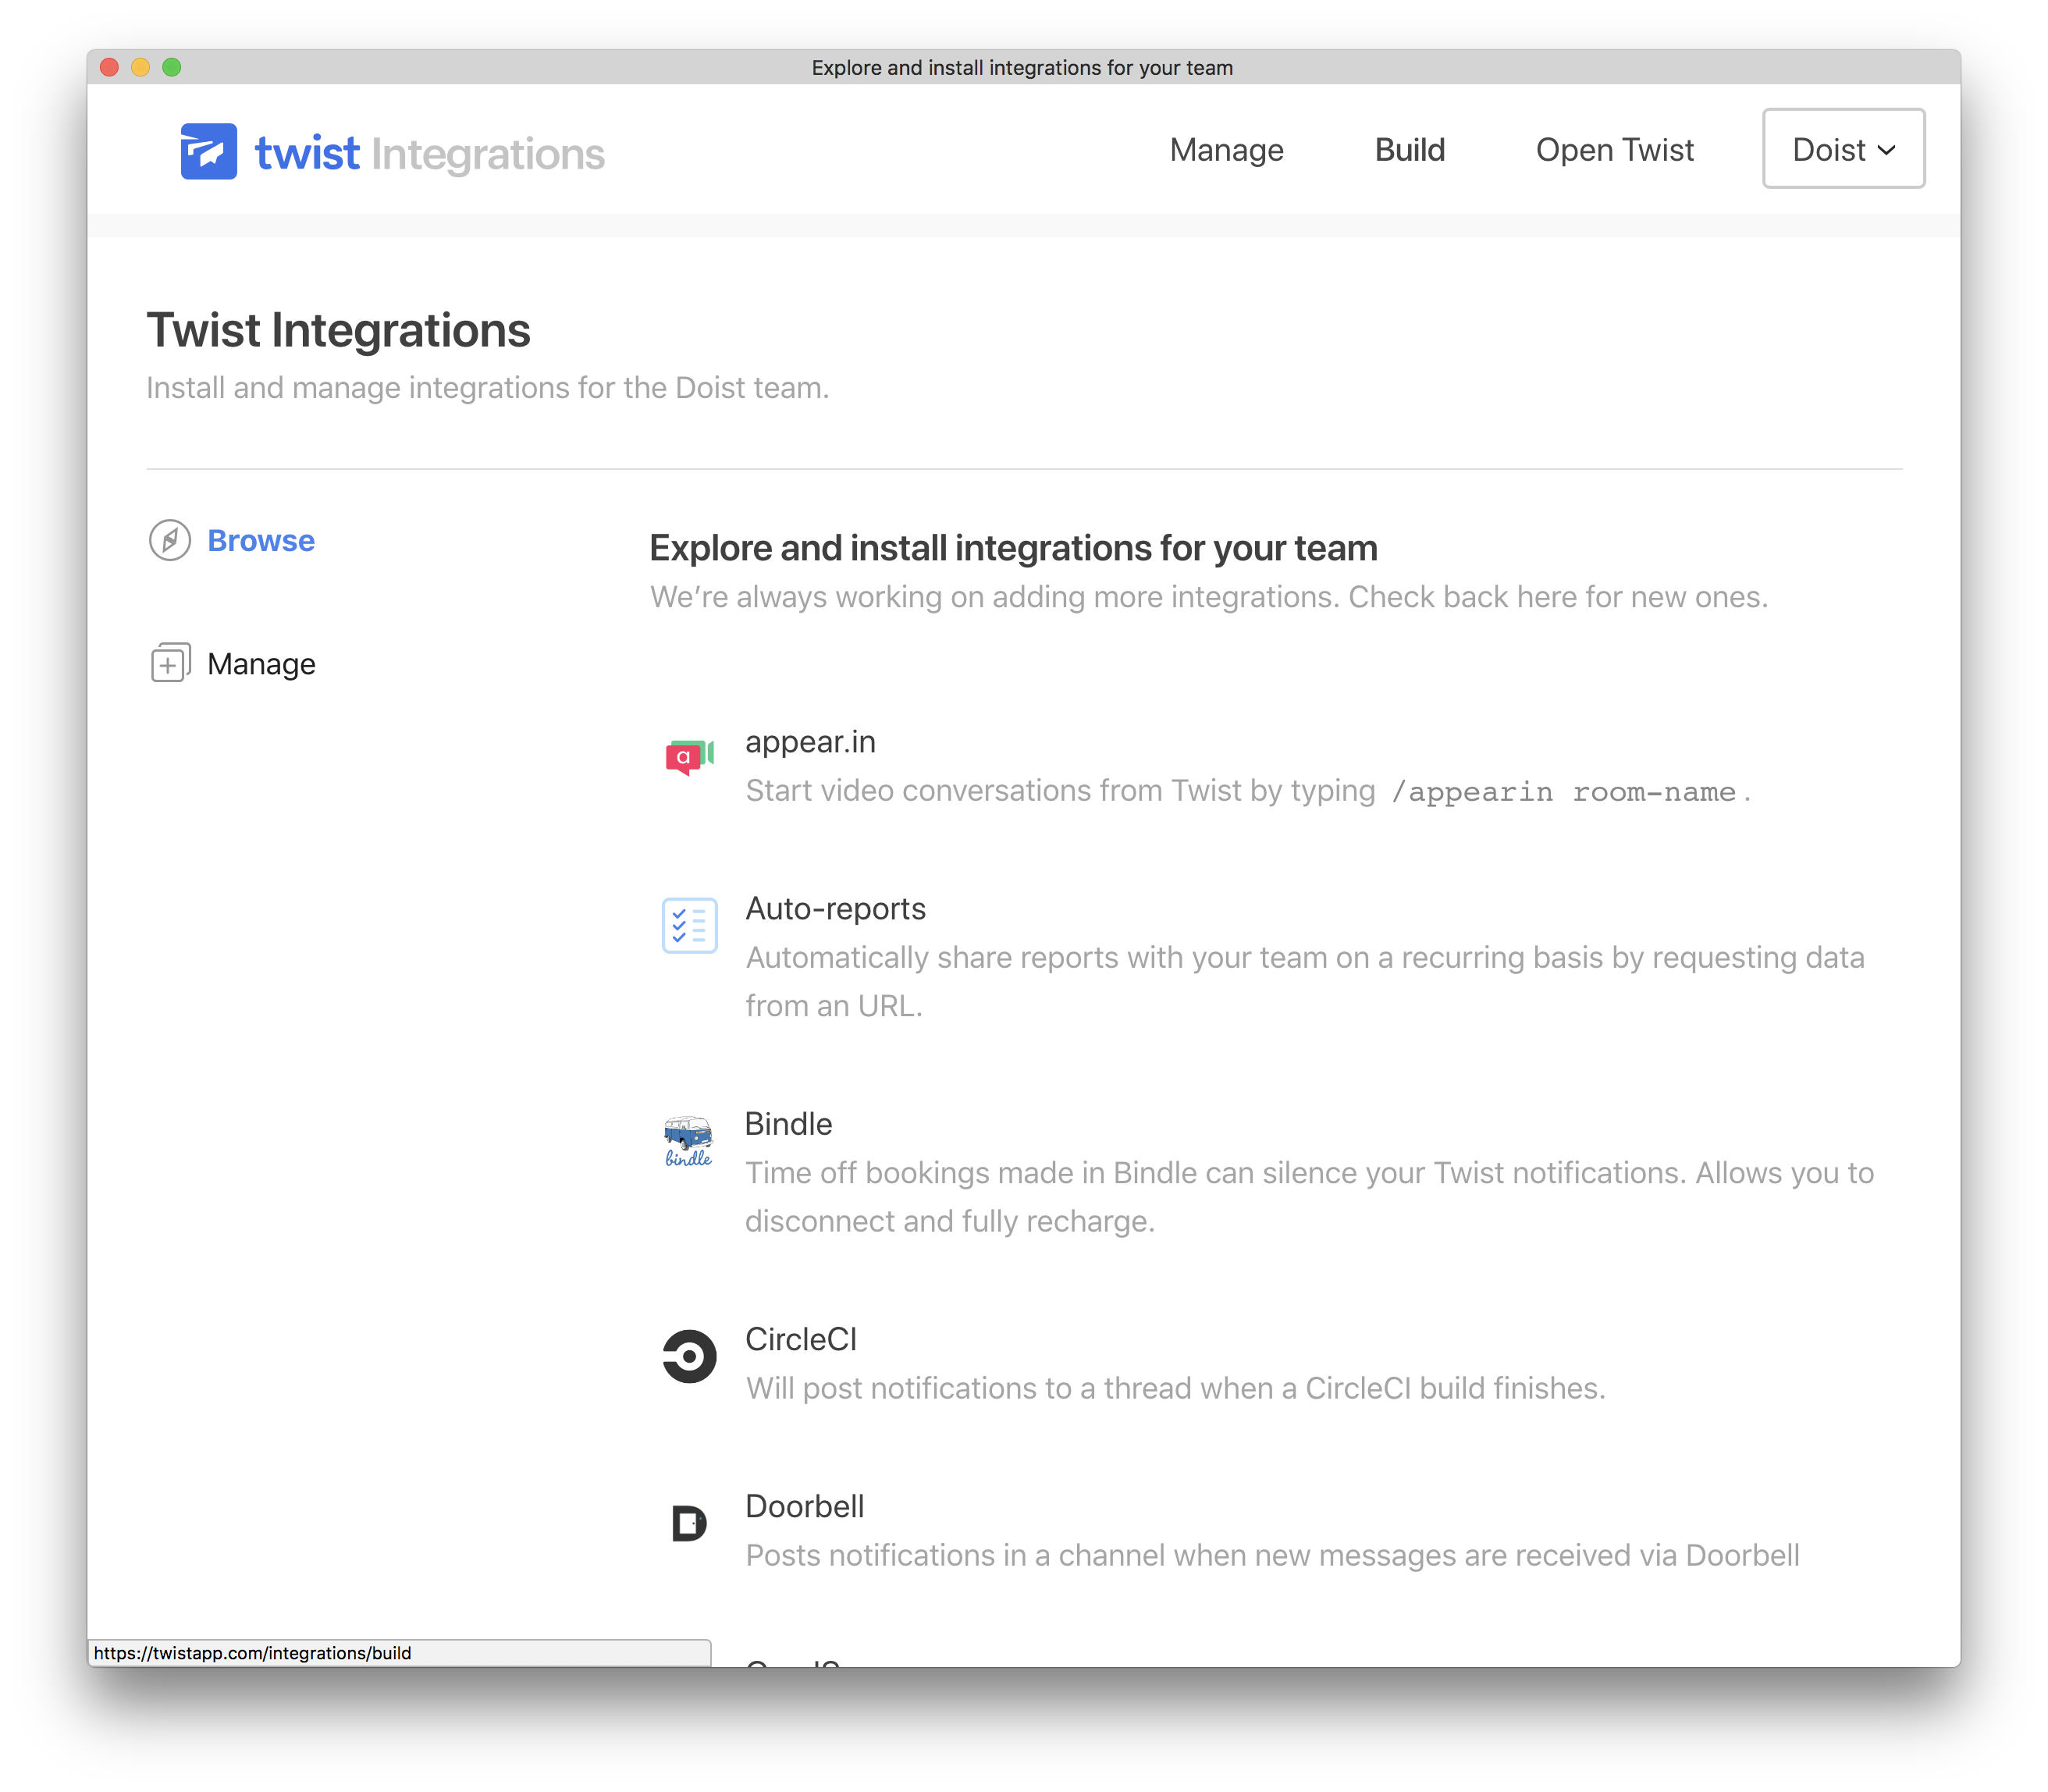 Explore and install integrations for your team
twist Integrations
Manage
Build
Open Twist
Doist
Twist Integrations
Install and manage integrations for the Doist team.
Browse
Manage
Explore and install integrations for your team
We're always working on adding more integrations. Check back here for new ones.
a
appear.in
Start video conversations from Twist by typing /appearin room-name.
Auto-reports
Automatically share reports with your team on a recurring basis by requesting data
from an URL.
bindle
Bindle
Time off bookings made in Bindle can silence your Twist notifications. Allows you to
disconnect and fully recharge.
CircleCI
Will post notifications to a thread when a CircleCI build finishes.
D
Doorbell
Posts notifications in a channel when new messages are received via Doorbell
https://twistapp.com/integrations/build